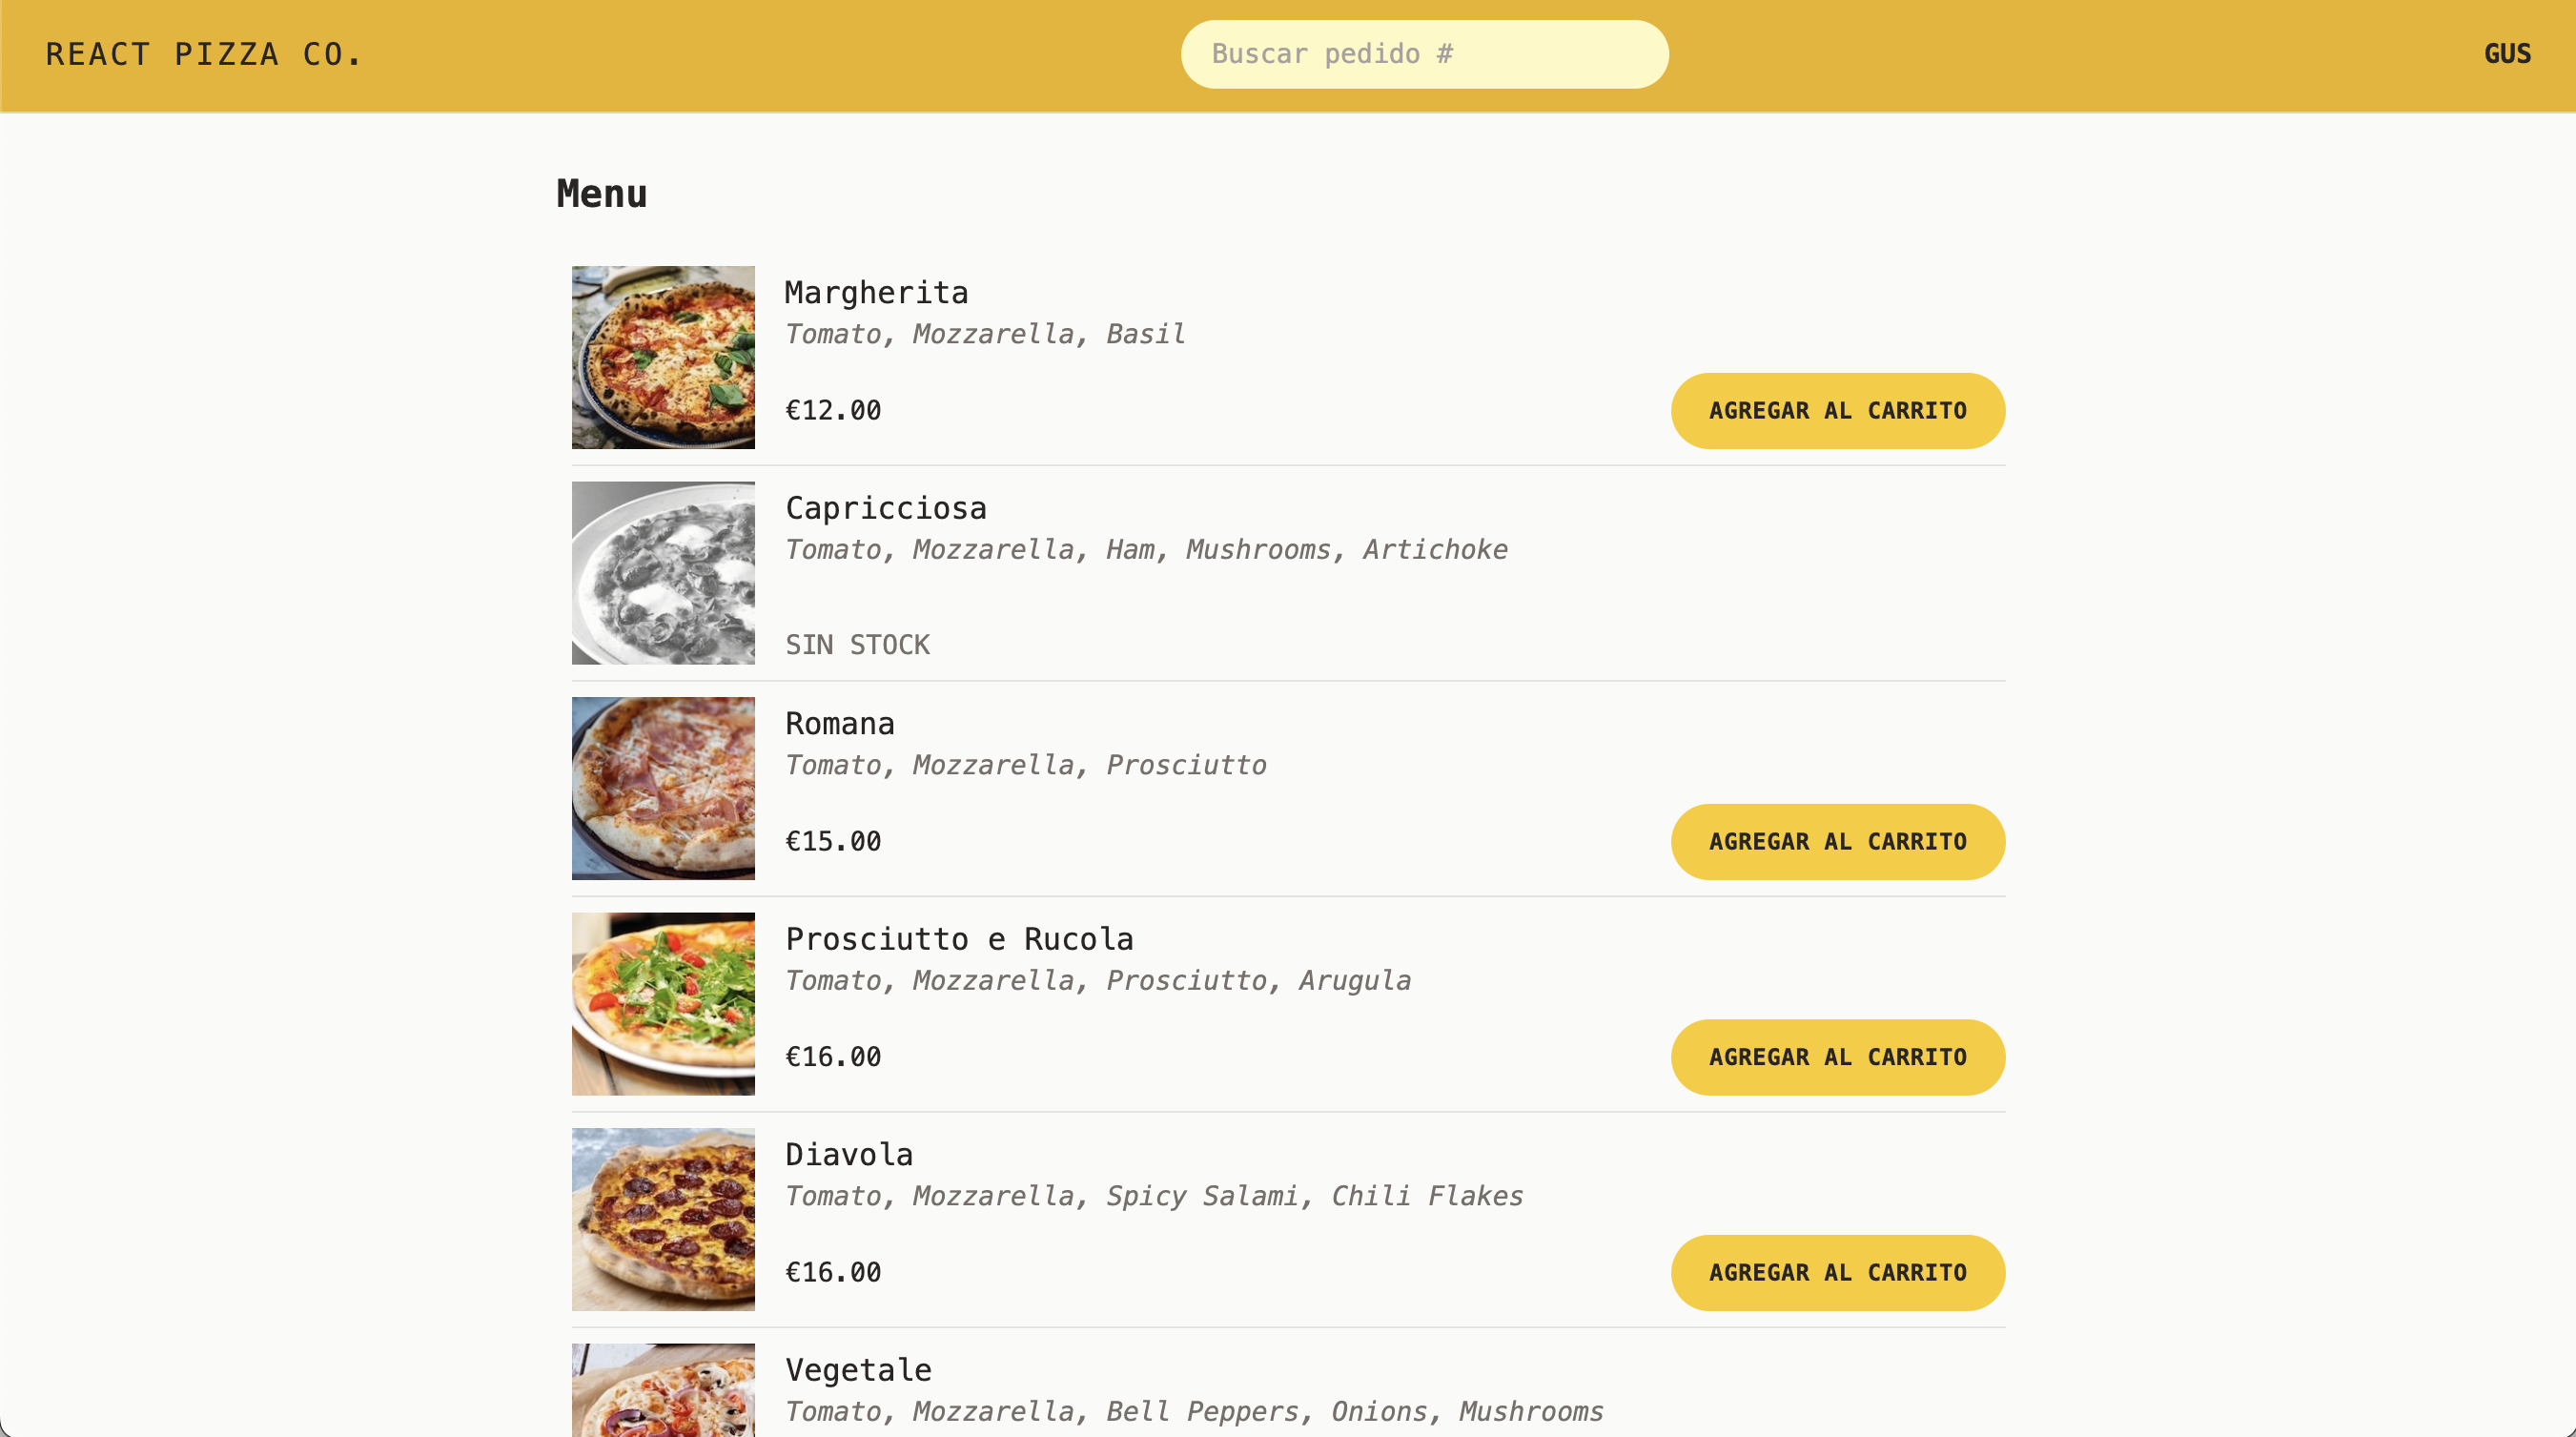 REACT PIZZA CO.
Buscar pedido #
GUS
Menu
Margherita
Tomato, Mozzarella, Basil
€12.00
AGREGAR AL CARRITO
Capricciosa
Tomato, Mozzarella, Ham, Mushrooms, Artichoke
SIN STOCK
Romana
Tomato, Mozzarella, Prosciutto
€15.00
AGREGAR AL CARRITO
Prosciutto e Rucola
Tomato, Mozzarella, Prosciutto, Arugula
€16.00
AGREGAR AL CARRITO
Diavola
Tomato, Mozzarella, Spicy Salami, Chili Flakes
€16.00
AGREGAR AL CARRITO
Vegetale
Tomato, Mozzarella, Bell Peppers, Onions, Mushrooms